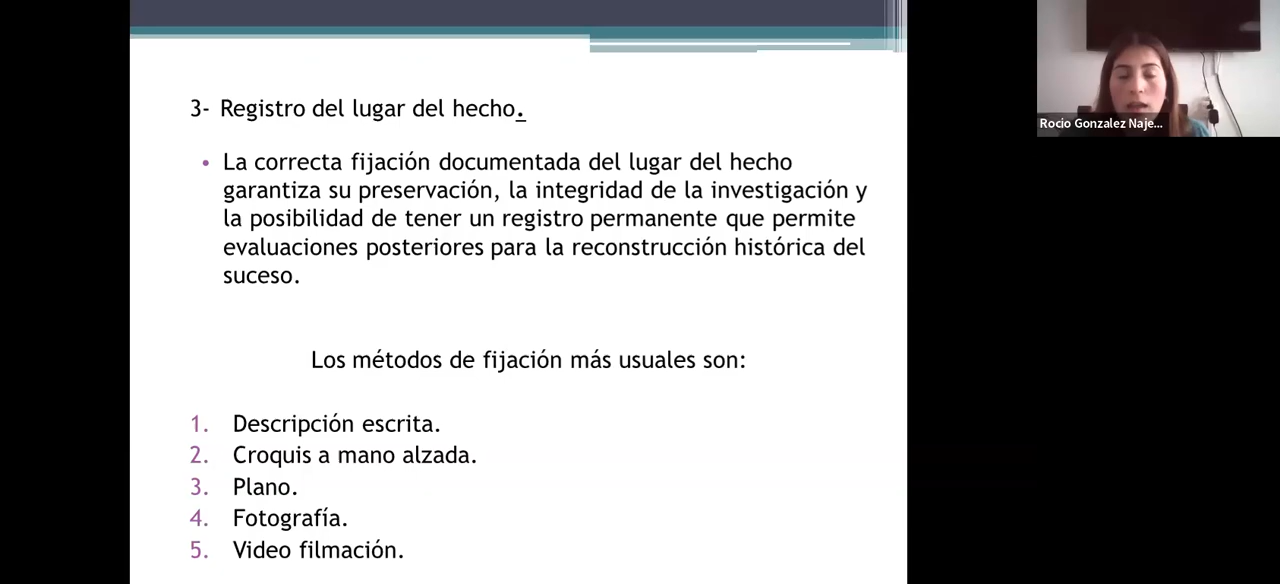 3- Registro del lugar del hecho.
• La correcta fijación documentada del lugar del hecho
garantiza su preservación, la integridad de la investigación y
la posibilidad de tener un registro permanente que permite
evaluaciones posteriores para la reconstrucción histórica del
suceso.
Los métodos de fijación más usuales son:
1. Descripción escrita.
2. Croquis a mano alzada.
3. Plano.
4. Fotografía.
5. Video filmación.
Rocio Gonzalez Naje...